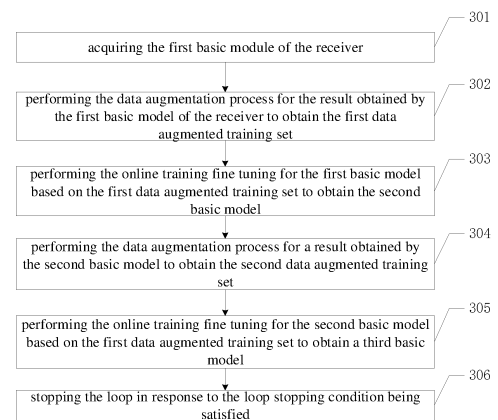 301
acquiring the first basic module of the receiver
302
performing the data augmentation process for the result obtained by
the first basic model of the receiver to obtain the first data
augmented training set
303
performing the online training fine tuning for the first basic model
based on the first data augmented training set to obtain the second
basic model
304
performing the data augmentation process for a result obtained by
the second basic model to obtain the second data augmented training
set
305
performing the online training fine tuning for the second basic model
based on the first data augmented training set to obtain a third basic
model
306
stopping the loop in response to the loop stopping condition being
satisfied